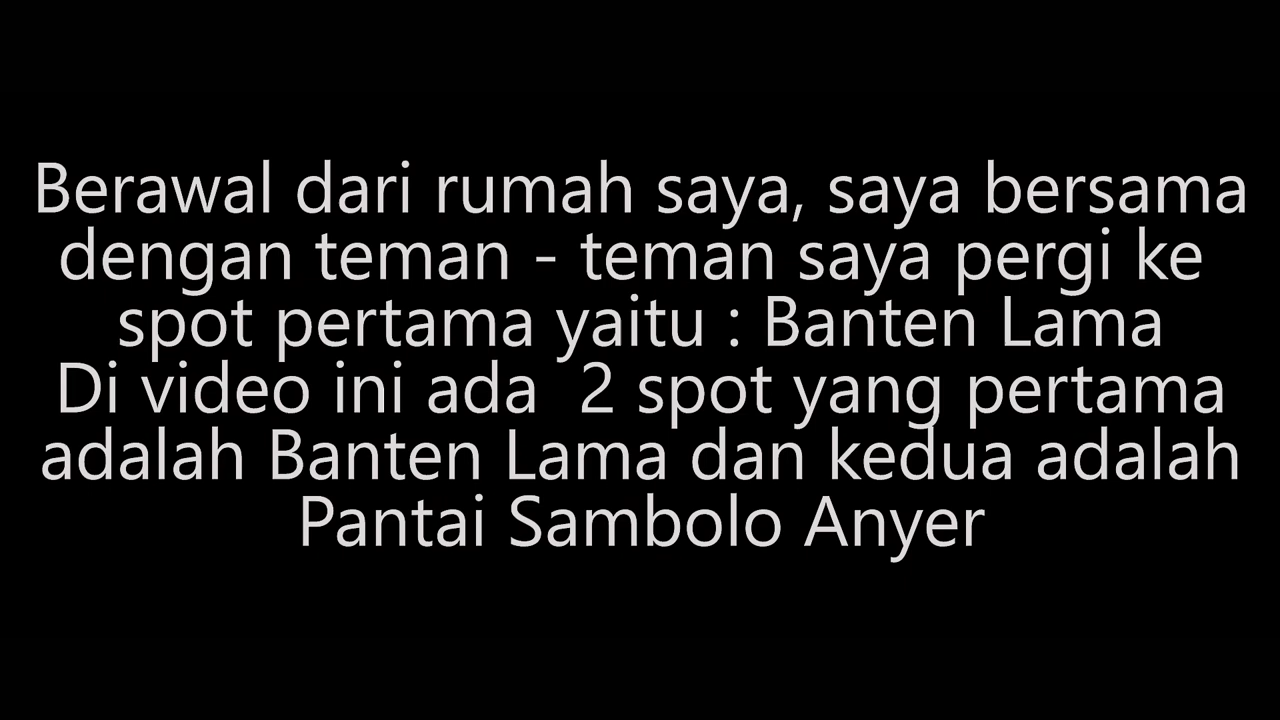 Berawal dari rumah saya, saya bersama
dengan teman - teman saya pergi ke
spot pertama yaitu : Banten Lama
Di video ini ada  2 spot yang pertama
adalah Banten Lama dan kedua adalah
Pantai Sambolo Anyer